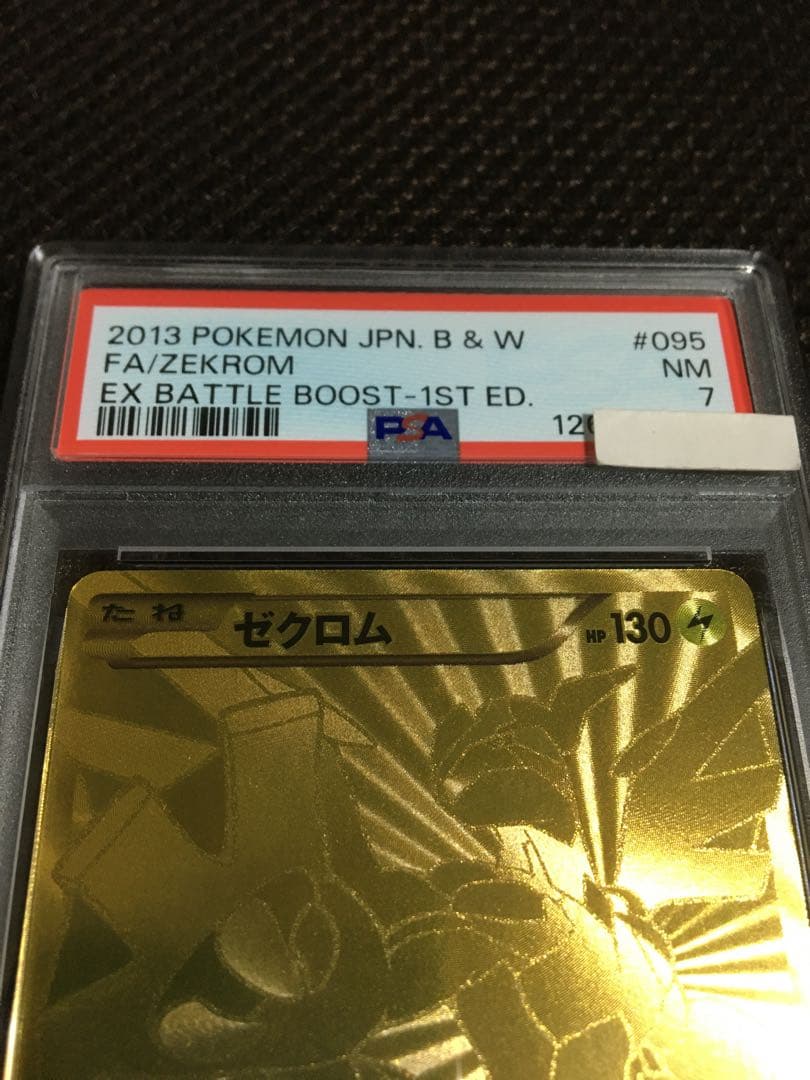 2013 POKEMON JPN. B & W #095
FA/ZEKROM NM
EX BATTLE BOOST-1ST ED. 7
PSA
たね ゼクロム HP 130